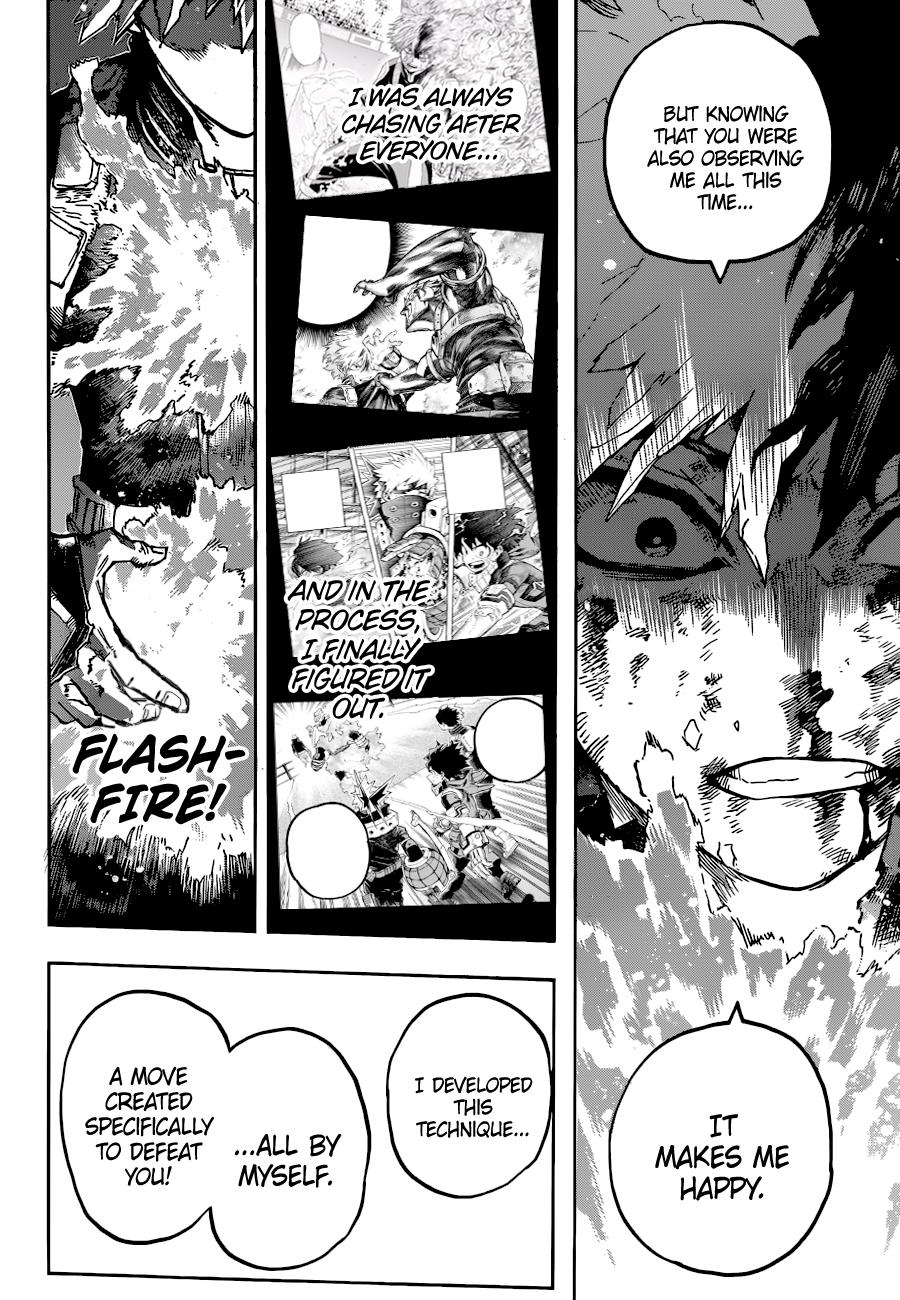 BUT KNOWING
THAT YOU WERE
ALSO OBSERVING
ME ALL THIS
TIME...
IT
MAKES ME
HAPPY.
I WAS ALWAYS
CHASING AFTER
EVERYONE...
AND IN THE
PROCESS,
I FINALLY
FIGURED IT
OUT.
FLASH-
FIRE!
I DEVELOPED
THIS
TECHNIQUE...
...ALL BY
MYSELF.
A MOVE
CREATED
SPECIFICALLY
TO DEFEAT
YOU!